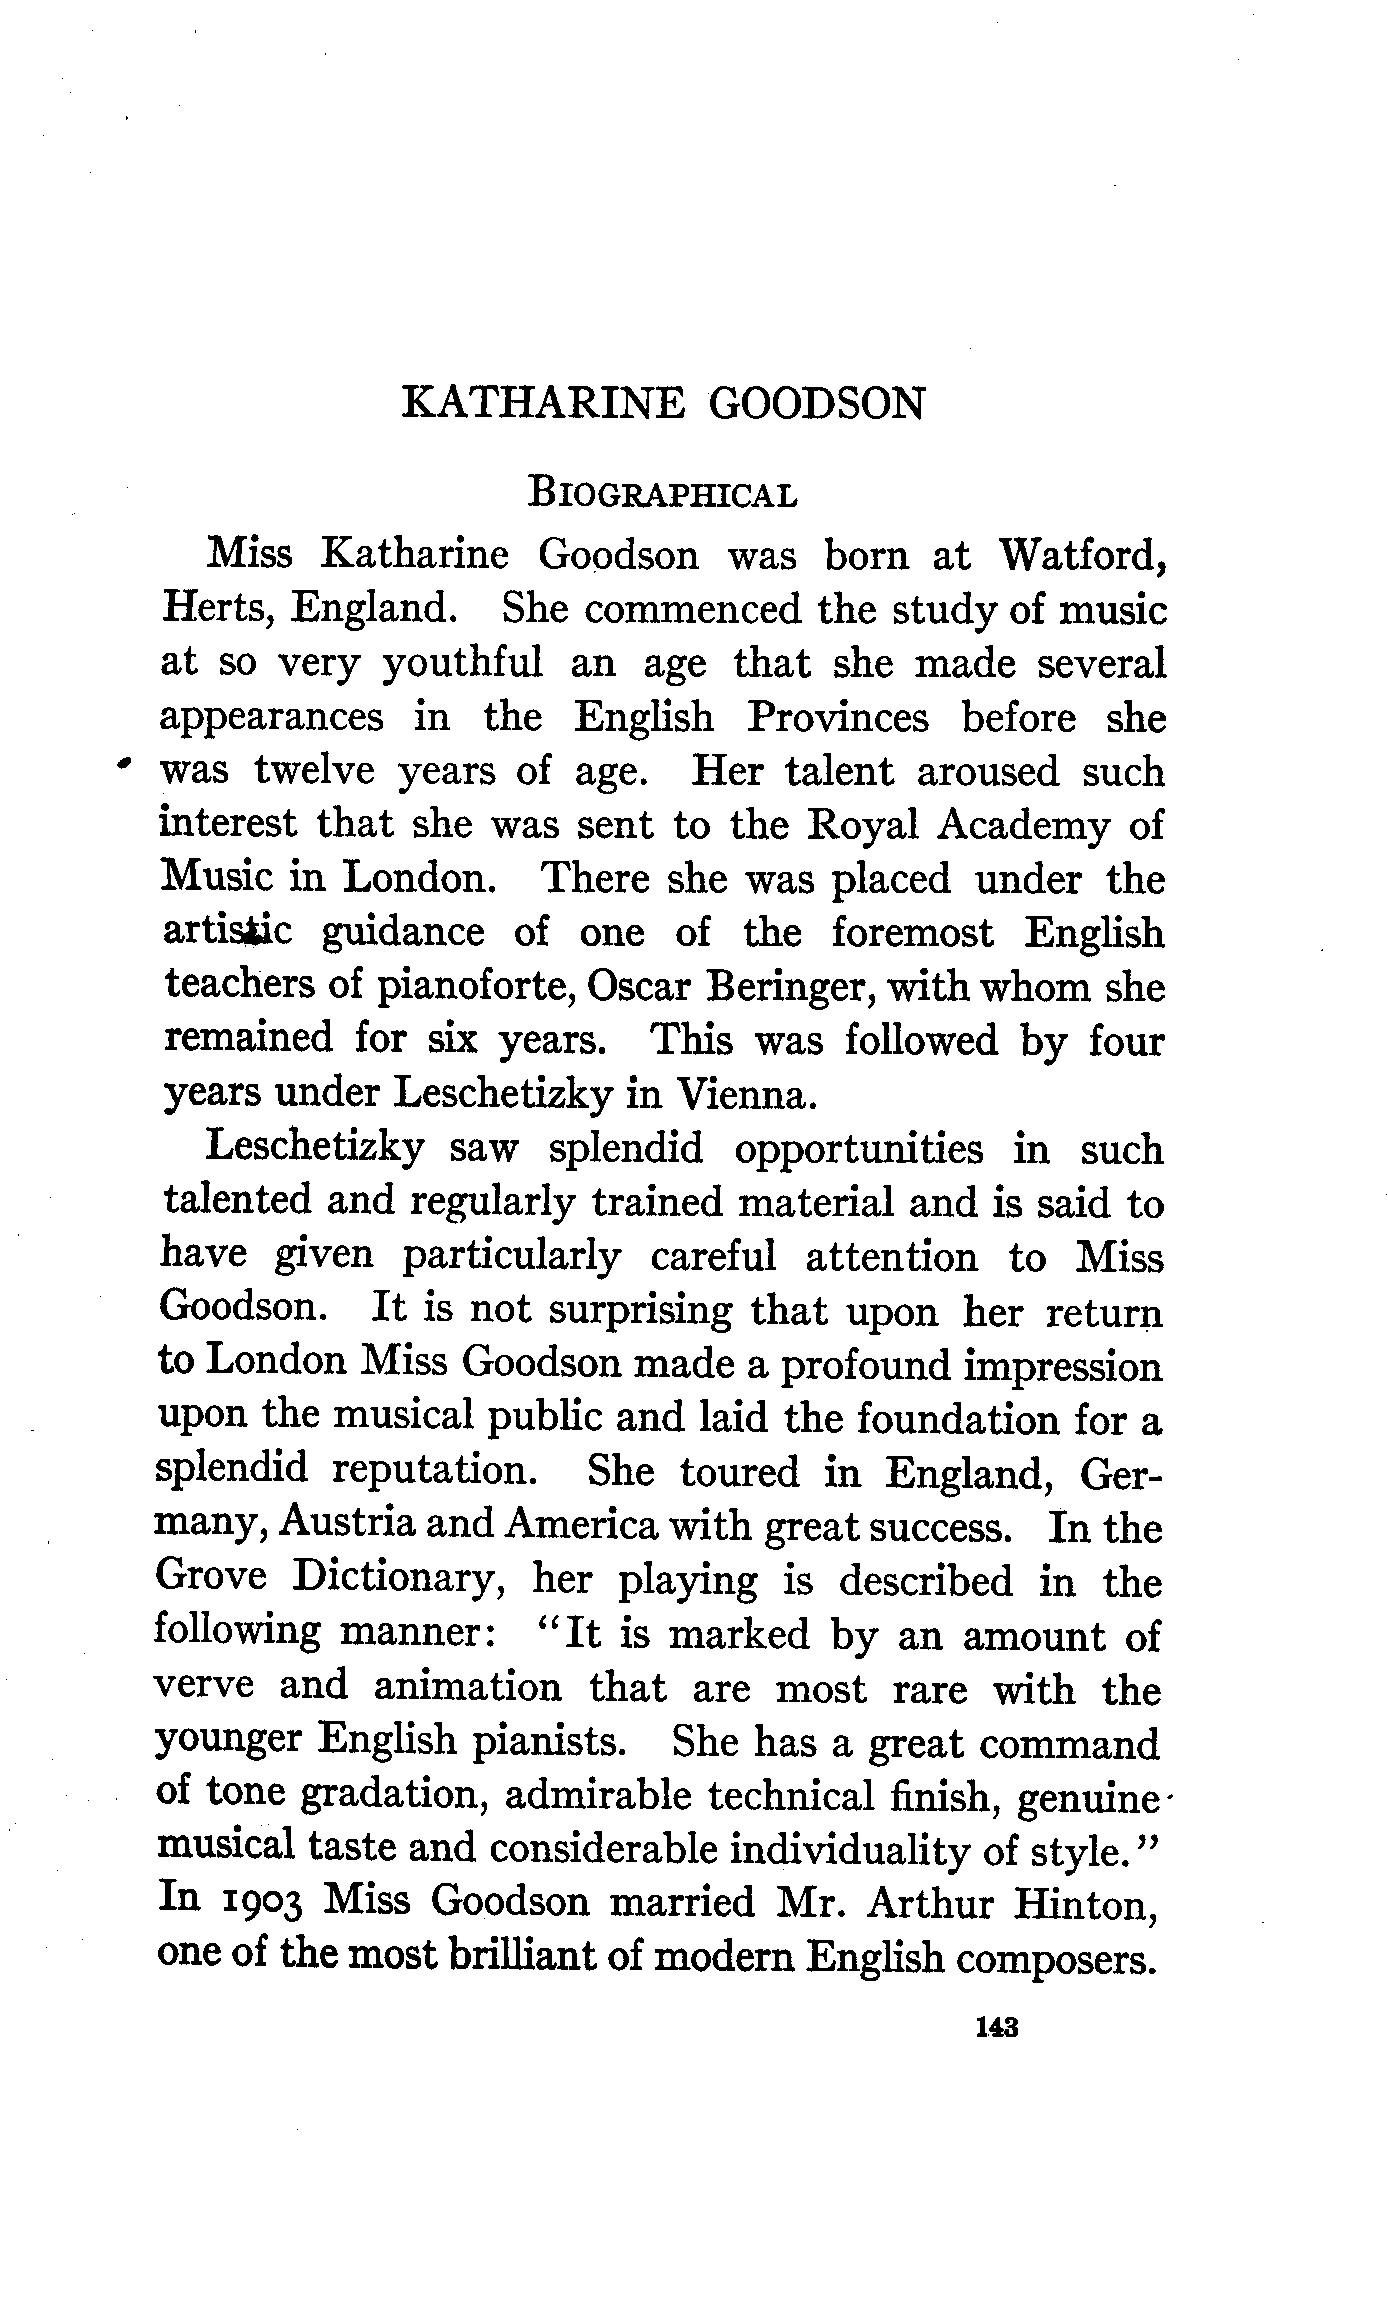 KATHARINE GOODSON
BIOGRAPHICAL
Miss Katharine Goodson was born at Watford,
Herts, England. She commenced the study of music
at so very youthful an age that she made several
appearances in the English Provinces before she
was twelve years of age. Her talent aroused such
interest that she was sent to the Royal Academy of
Music in London. There she was placed under the
artistic guidance of one of the foremost English
teachers of pianoforte, Oscar Beringer, with whom she
remained for six years. This was followed by four
years under Leschetizky in Vienna.
Leschetizky saw splendid opportunities in such
talented and regularly trained material and is said to
have given particularly careful attention to Miss
Goodson. It is not surprising that upon her return
to London Miss Goodson made a profound impression
upon the musical public and laid the foundation for a
splendid reputation. She toured in England, Ger-
many, Austria and America with great success. In the
Grove Dictionary, her playing is described in the
following manner: "It is marked by an amount of
verve and animation that are most rare with the
younger English pianists. She has a great command
of tone gradation, admirable technical finish, genuine
musical taste and considerable individuality of style."
In 1903 Miss Goodson married Mr. Arthur Hinton,
one of the most brilliant of modern English composers.
143